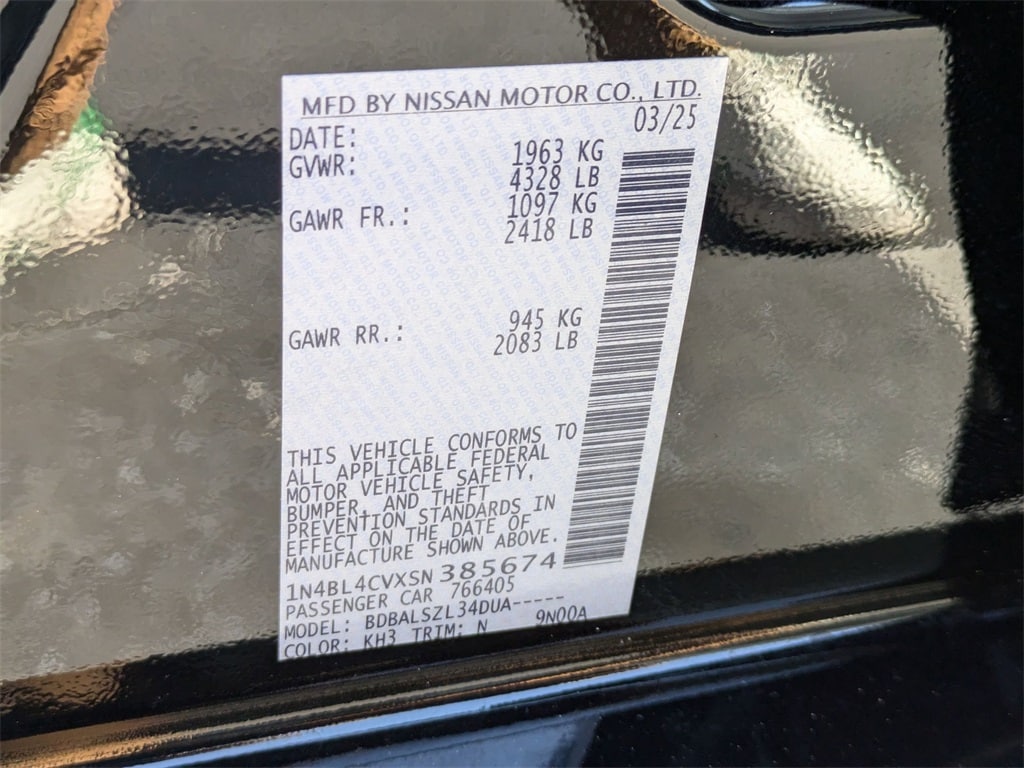 MFD BY NISSAN MOTOR CO., LTD.
DATE: 03/25
GVWR: 1963 KG
4328 LB
GAWR FR.: 1097 KG
2418 LB
GAWR RR.: 945 KG
2083 LB
THIS VEHICLE CONFORMS TO
ALL APPLICABLE FEDERAL
MOTOR VEHICLE SAFETY,
BUMPER, AND THEFT
PREVENTION STANDARDS IN
EFFECT ON THE DATE OF
MANUFACTURE SHOWN ABOVE.
1N4BL4CVXSN385674
PASSENGER CAR 766405
MODEL: BDBALSZL34DUA-----
COLOR: KH3 TRIM: N 9N00A